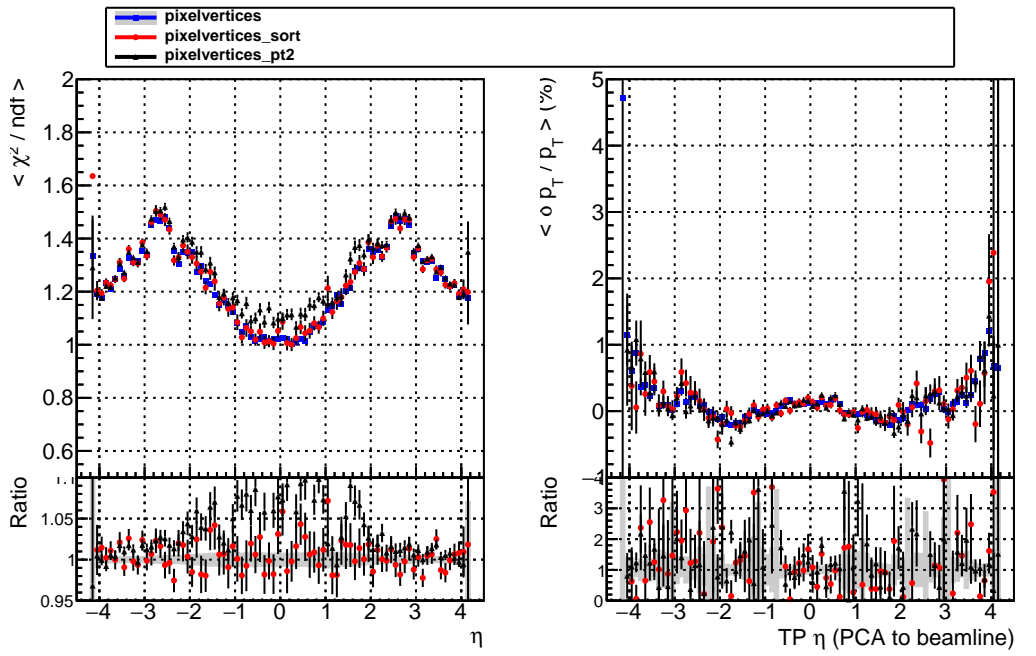 pixelvertices
pixelvertices_sort
pixelvertices_pt2
< χ² / ndf >
2
1.8
1.6
1.4
1.2
1
0.8
0.6
< σ p_T / p_T > (%)
5
4
3
2
1
0
−1
Ratio
1.1
1.05
1
0.95
−4 −3 −2 −1 0 1 2 3 4
η
Ratio
4
3
2
1
0
−4 −3 −2 −1 0 1 2 3 4
TP η (PCA to beamline)